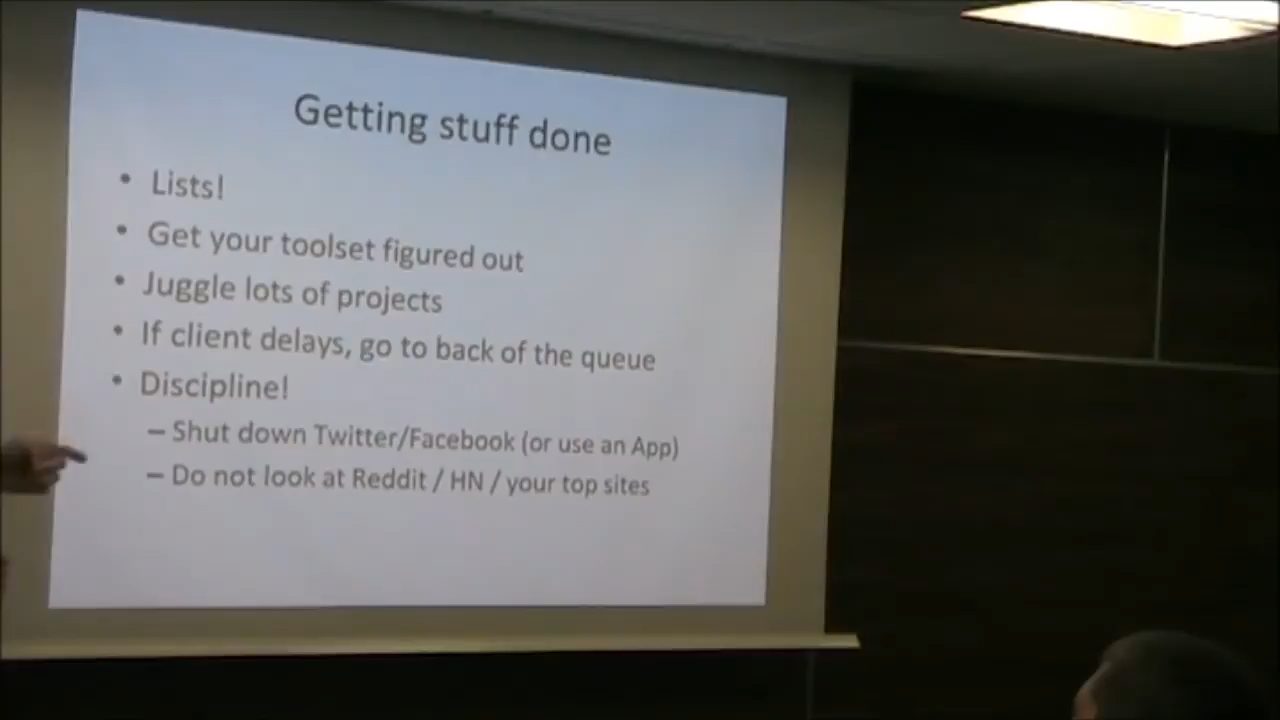 Getting stuff done
• Lists!
• Get your toolset figured out
• Juggle lots of projects
• If client delays, go to back of the queue
• Discipline!
– Shut down Twitter/Facebook (or use an App)
– Do not look at Reddit / HN / your top sites